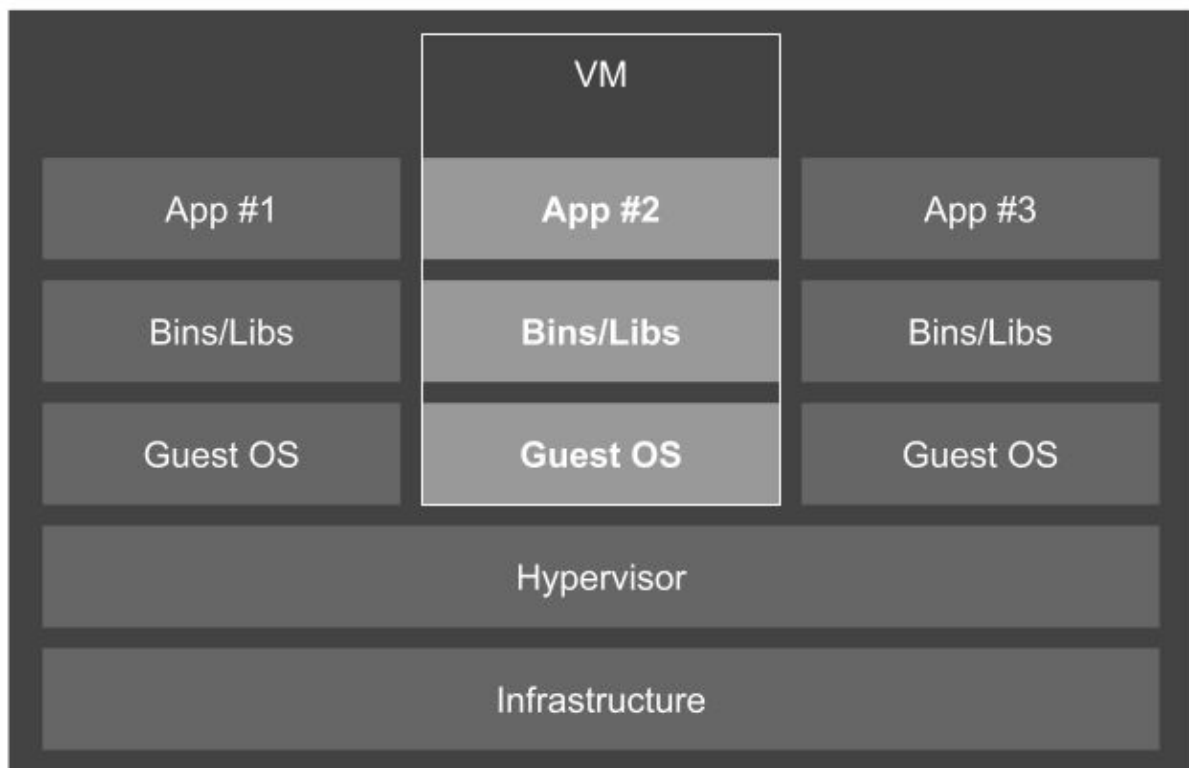 VM
App #1
App #2
App #3
Bins/Libs
Bins/Libs
Bins/Libs
Guest OS
Guest OS
Guest OS
Hypervisor
Infrastructure